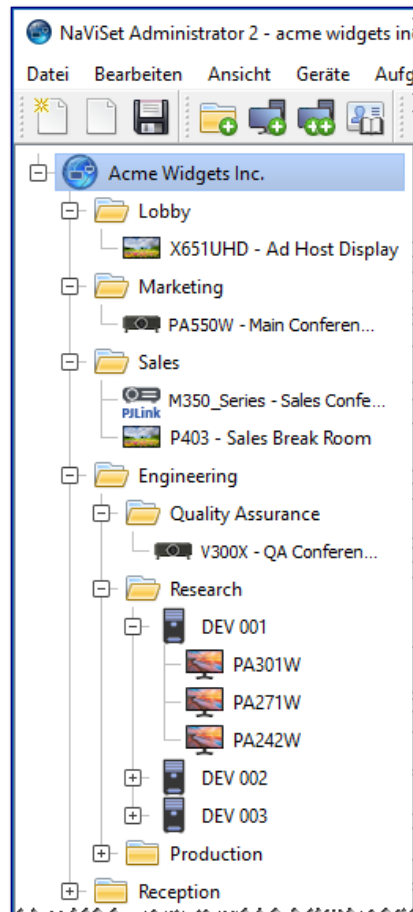 NaViSet Administrator 2 - acme widgets in
Datei Bearbeiten Ansicht Geräte Aufg
Acme Widgets Inc.
Lobby
X651UHD - Ad Host Display
Marketing
PA550W - Main Conferen...
Sales
PJLink M350_Series - Sales Confe...
P403 - Sales Break Room
Engineering
Quality Assurance
V300X - QA Conferen...
Research
DEV 001
PA301W
PA271W
PA242W
DEV 002
DEV 003
Production
Reception